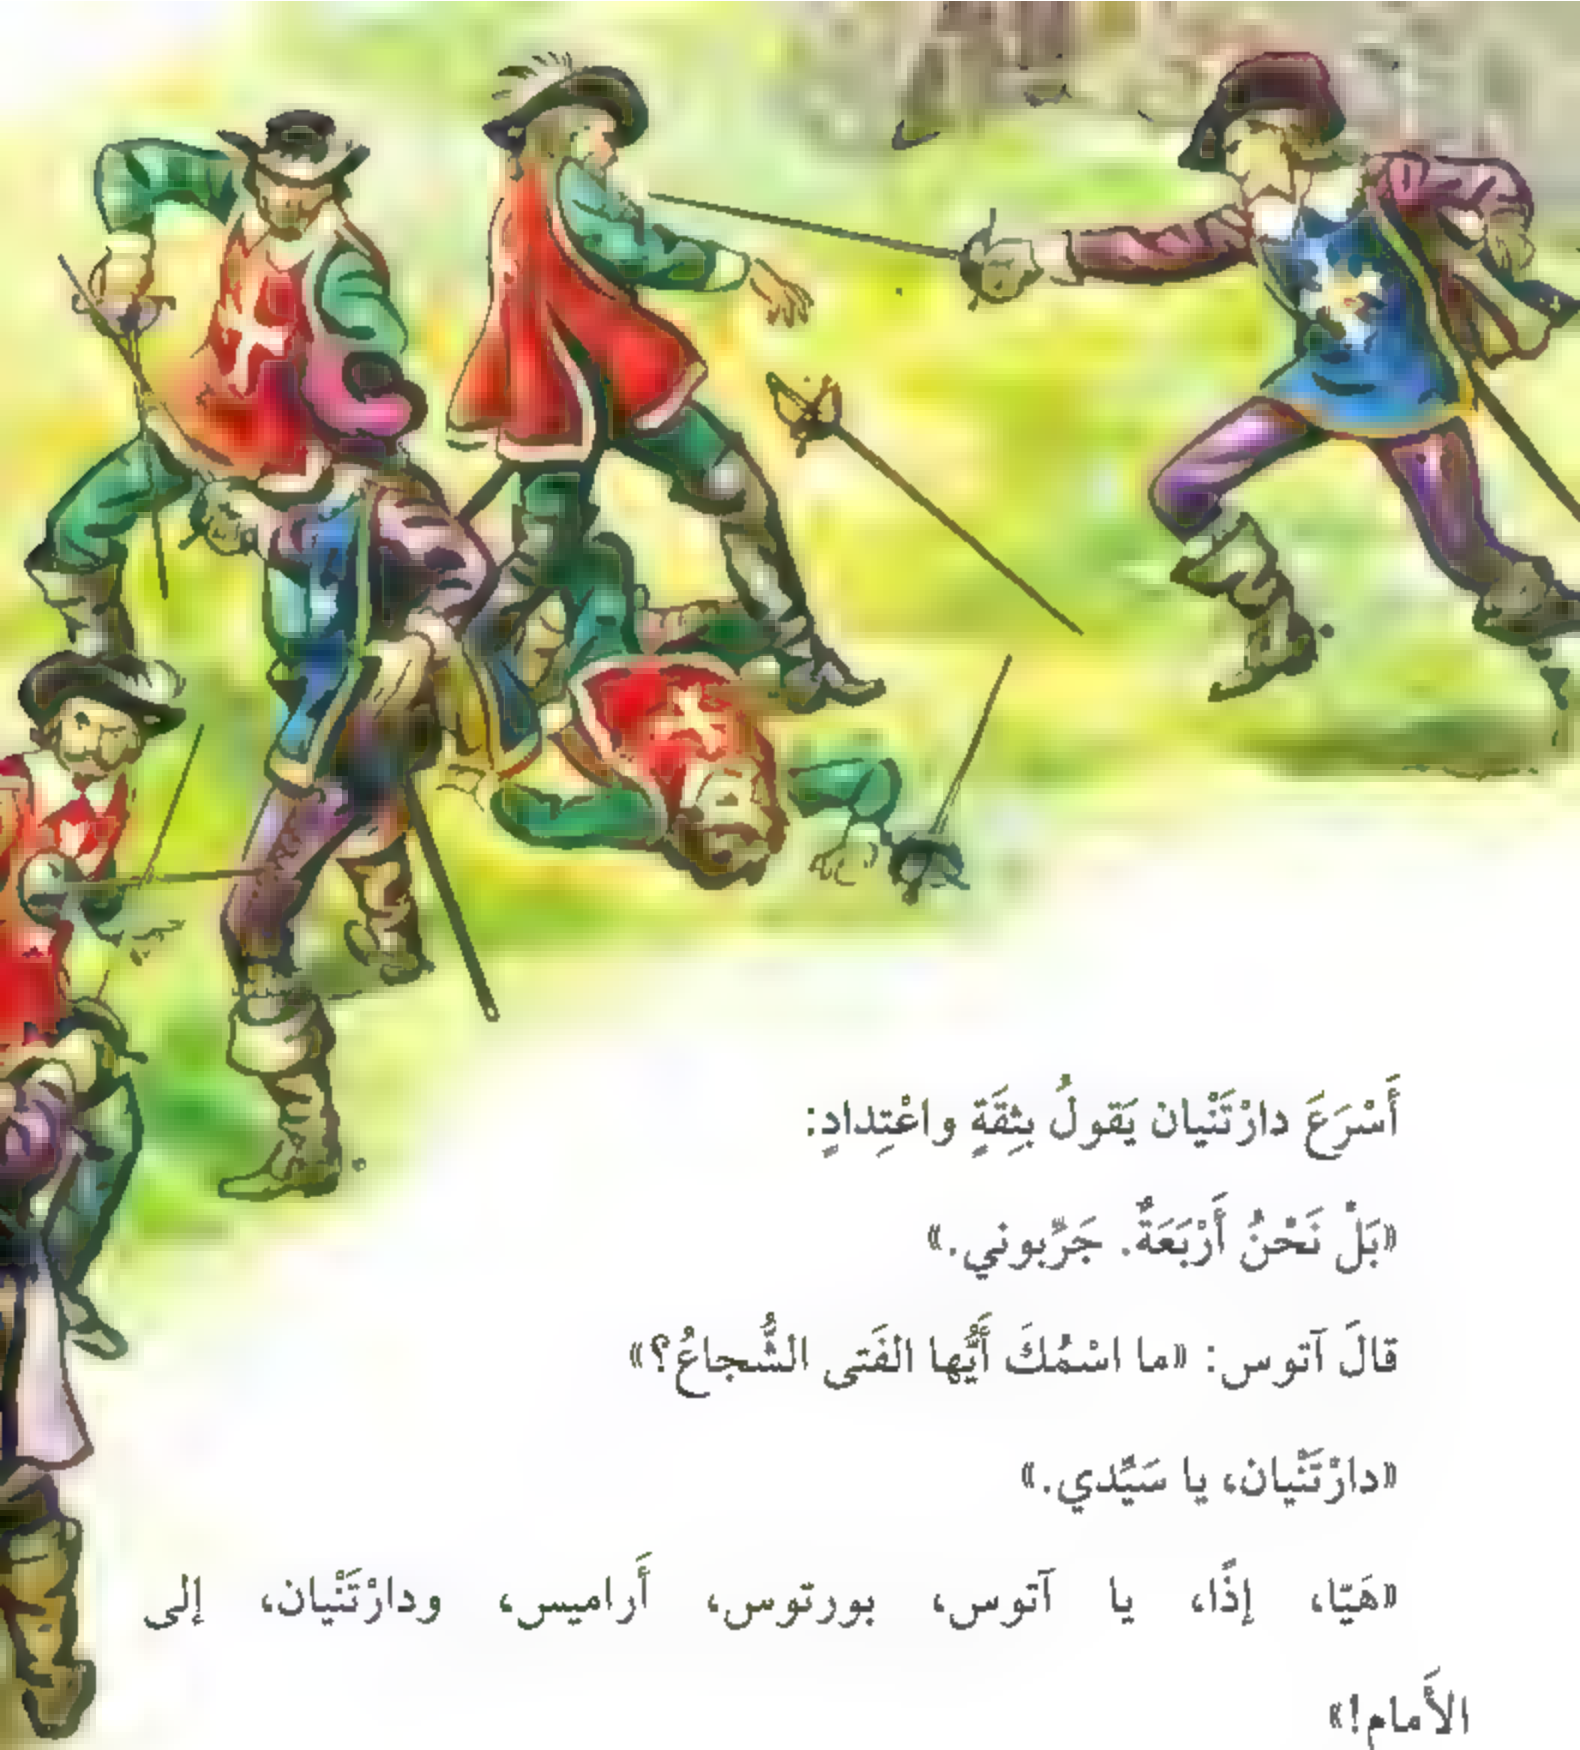 أَسْرَعَ دارْتَنْيان يَقولُ بِثِقَةٍ واعْتِدادٍ:
«بَلْ نَحْنُ أَرْبَعَةٌ. جَرِّبوني.»
قالَ آتوس: «ما اسْمُكَ أَيُّها الفَتى الشُّجاعُ؟»
«دارْتَنْيان، يا سَيِّدي.»
«هَيّا، إذًا، يا آتوس، بورتوس، أَراميس، ودارْتَنْيان، إلى
الأَمام!»